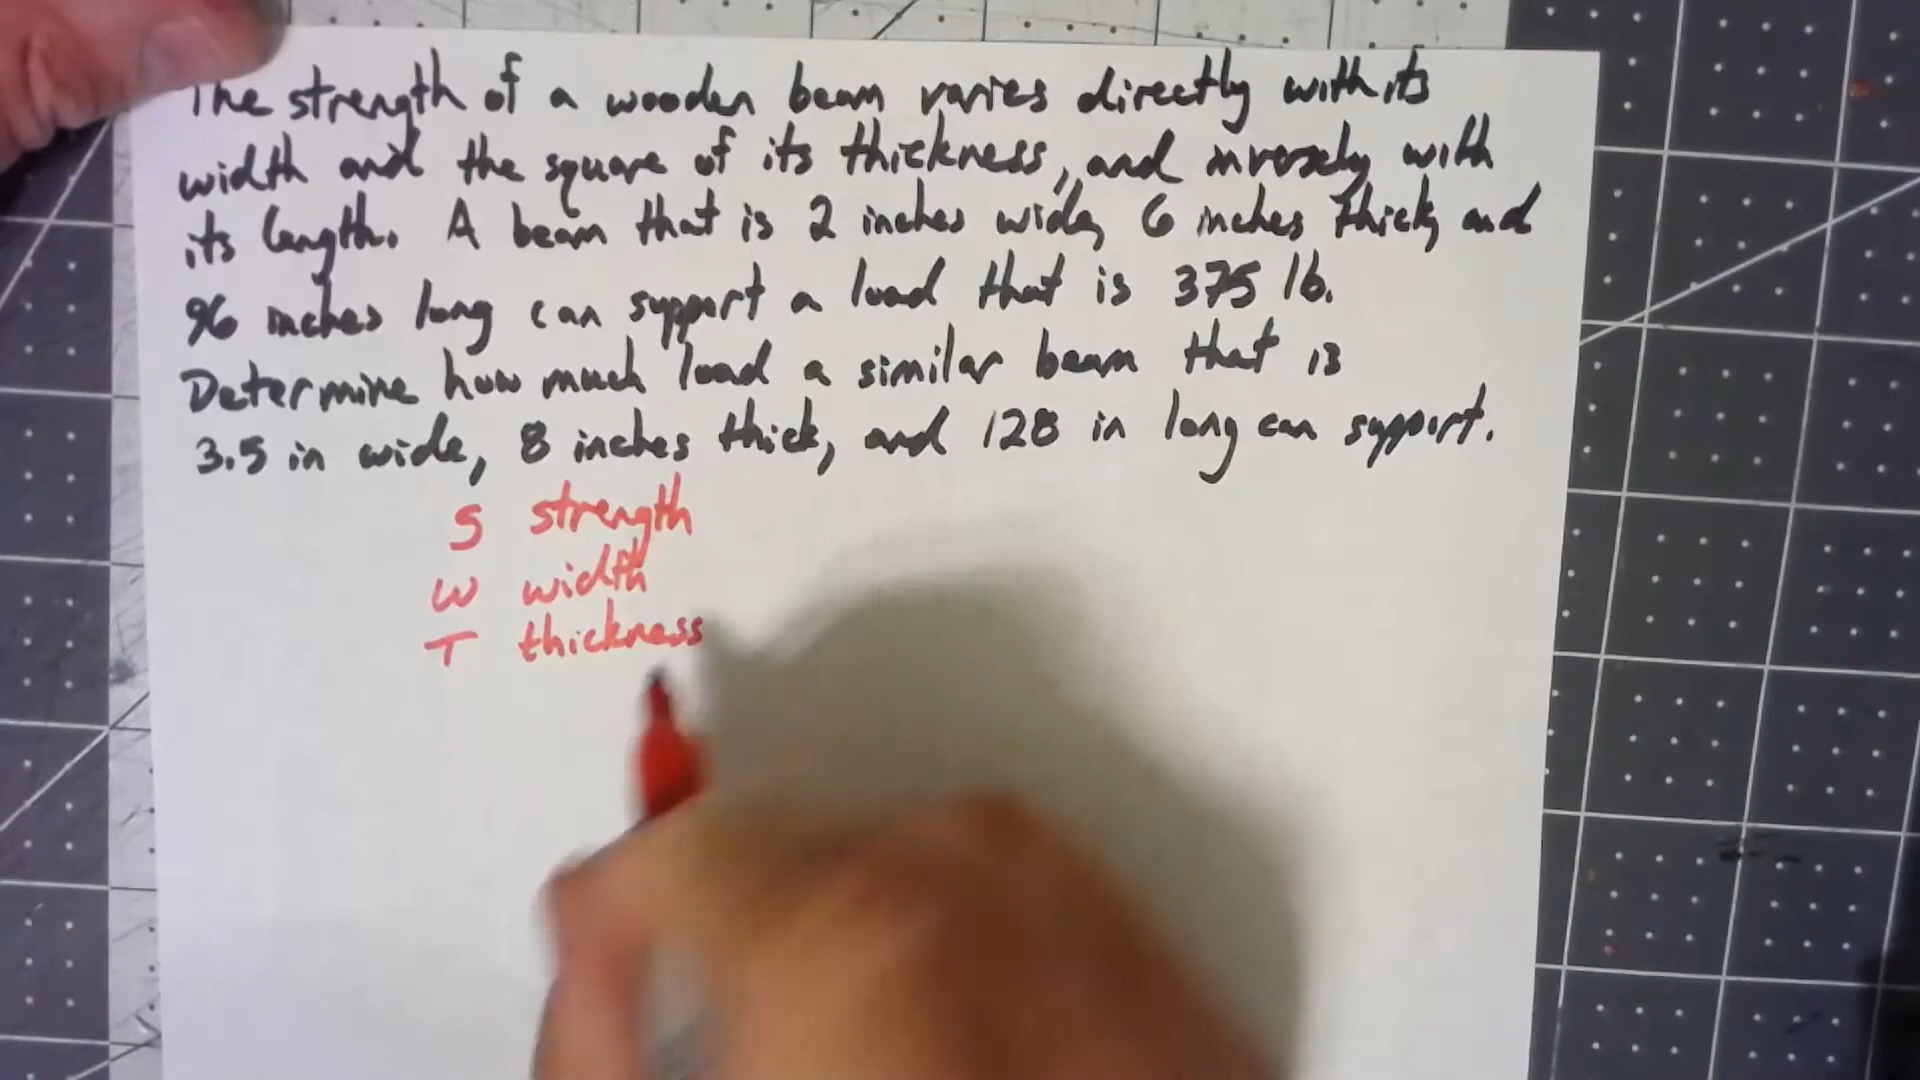 The strength of a wooden beam varies directly with its
width and the square of its thickness, and inversely with
its length. A beam that is 2 inches wide, 6 inches thick, and
96 inches long can support a load that is 375 lb.
Determine how much load a similar beam that is
3.5 in wide, 8 inches thick, and 128 in long can support.
S strength
W width
T thickness